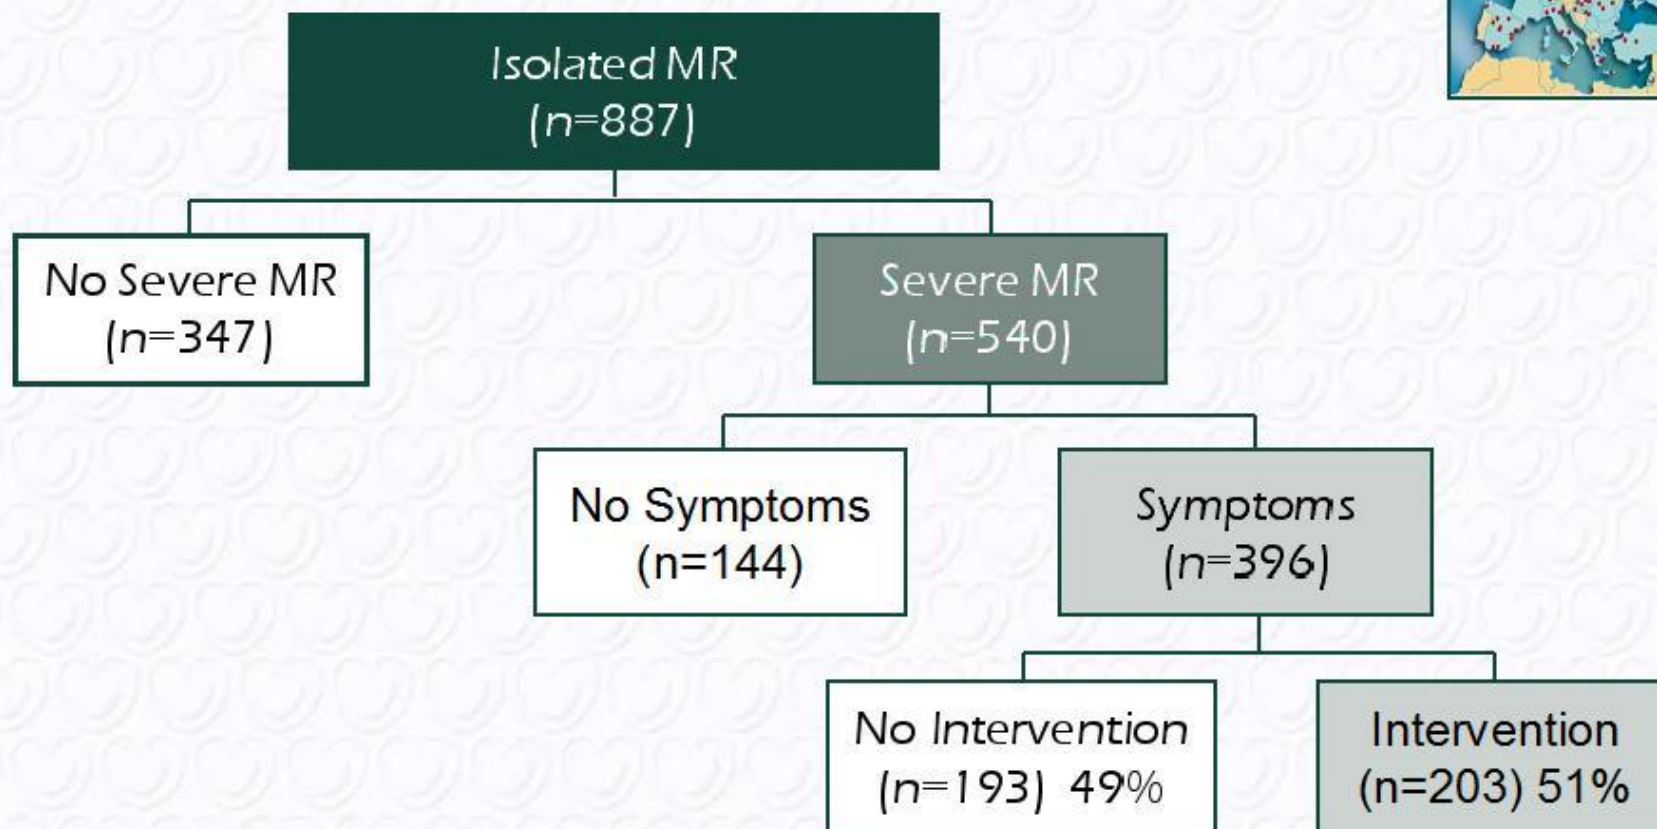 Isolated MR
(n=887)
No Severe MR
(n=347)
Severe MR
(n=540)
No Symptoms
(n=144)
Symptoms
(n=396)
No Intervention
(n=193) 49%
Intervention
(n=203) 51%